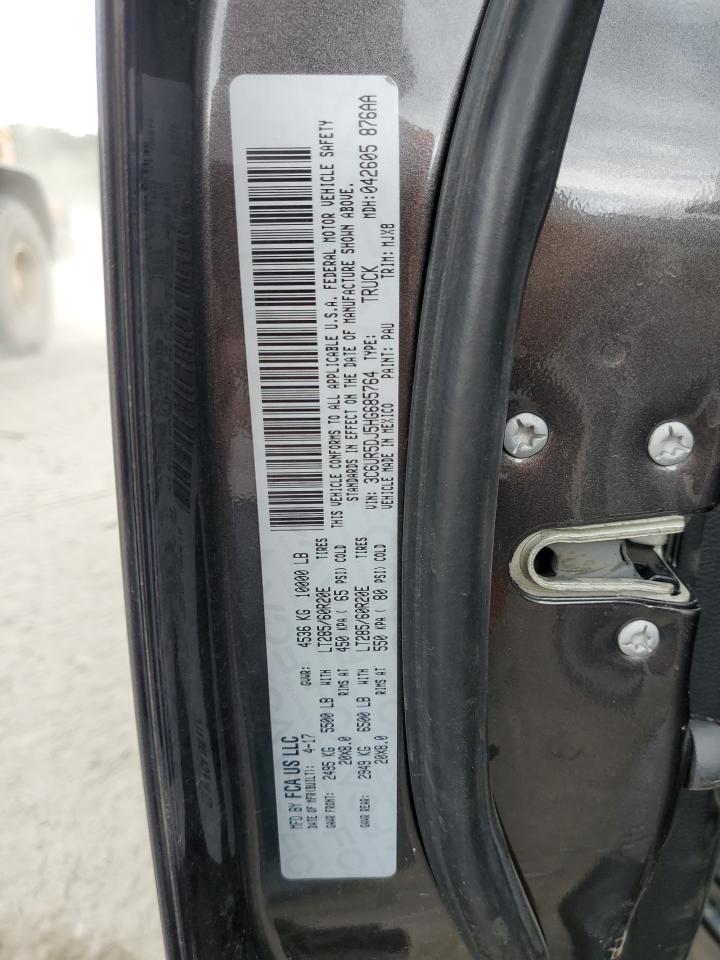 MFD BY FCA US LLC
DATE OF MFR(BUILT): 4-17 GVWR: 4536 KG 10000 LB
GAWR FRONT: 2495 KG 5500 LB WITH LT285/60R20E TIRES
20X8.0 RIMS AT 450 KPA ( 65 PSI) COLD
GAWR REAR: 2949 KG 6500 LB WITH LT285/60R20E TIRES
20X8.0 RIMS AT 550 KPA ( 80 PSI) COLD
THIS VEHICLE CONFORMS TO ALL APPLICABLE U.S.A. FEDERAL MOTOR VEHICLE SAFETY
STANDARDS IN EFFECT ON THE DATE OF MANUFACTURE SHOWN ABOVE.
VIN: 3C6UR5DJ5HG685764 TYPE: TRUCK MDH:042605 876AA
VEHICLE MADE IN MEXICO PAINT: PAU TRIM: MJX8